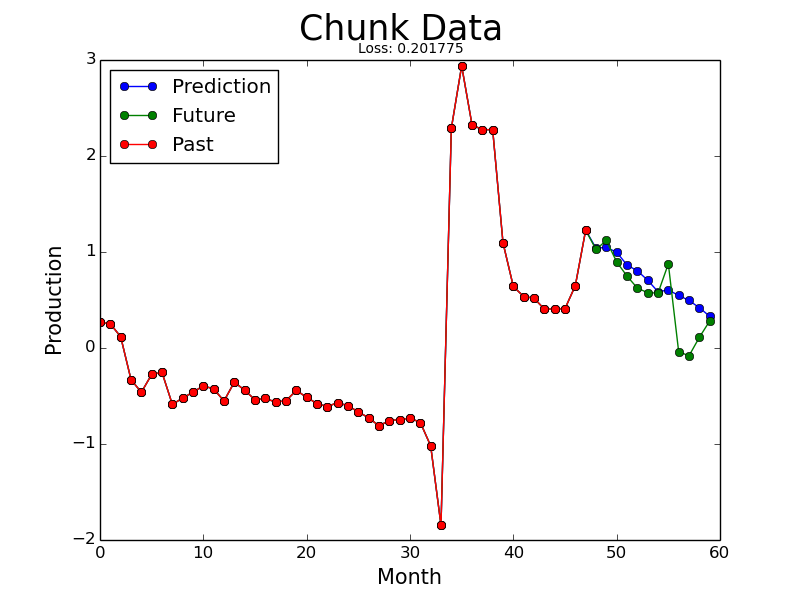 Chunk Data
Loss: 0.201775
Prediction
Future
Past
Production
3
2
1
0
−1
−2
0 10 20 30 40 50 60
Month